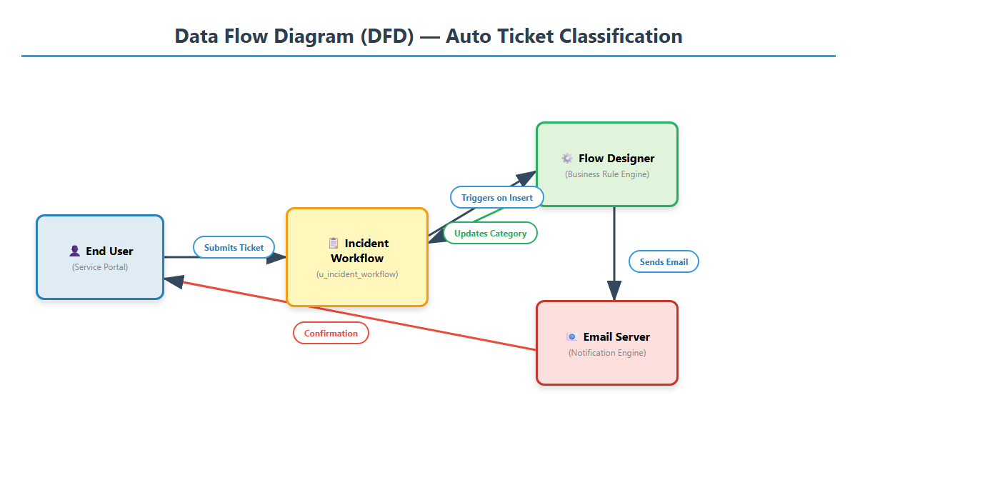 Data Flow Diagram (DFD) — Auto Ticket Classification
Flow Designer
(Business Rule Engine)
Triggers on Insert
Updates Category
Submits Ticket
End User
(Service Portal)
Incident
Workflow
(u_incident_workflow)
Sends Email
Confirmation
Email Server
(Notification Engine)